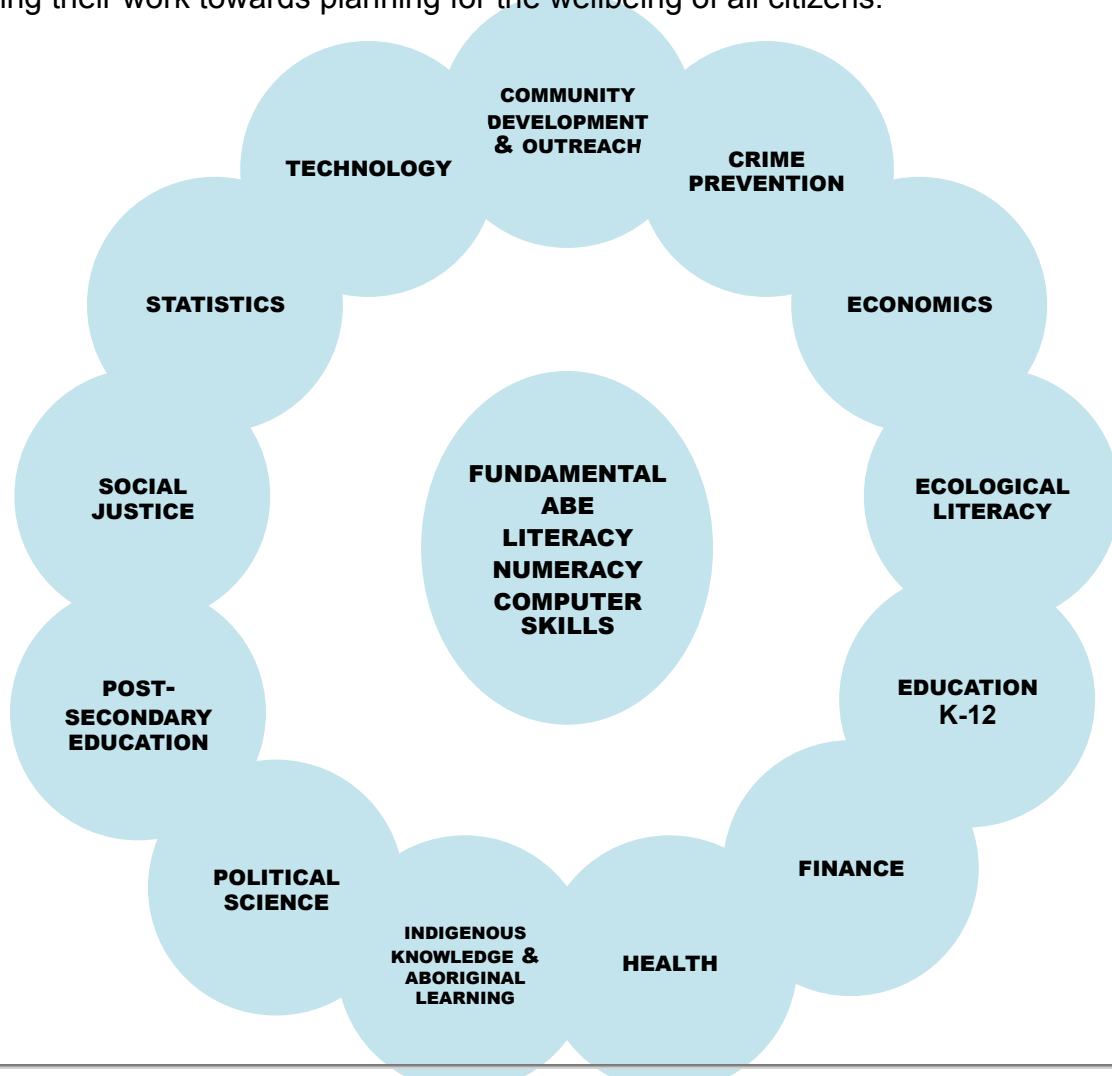 ing their work towards planning for the wellbeing of all citizens.
COMMUNITY
DEVELOPMENT
& OUTREACH
CRIME
PREVENTION
ECONOMICS
ECOLOGICAL
LITERACY
EDUCATION
K-12
FINANCE
HEALTH
INDIGENOUS
KNOWLEDGE &
ABORIGINAL
LEARNING
POLITICAL
SCIENCE
POST-
SECONDARY
EDUCATION
SOCIAL
JUSTICE
STATISTICS
TECHNOLOGY
FUNDAMENTAL
ABE
LITERACY
NUMERACY
COMPUTER
SKILLS